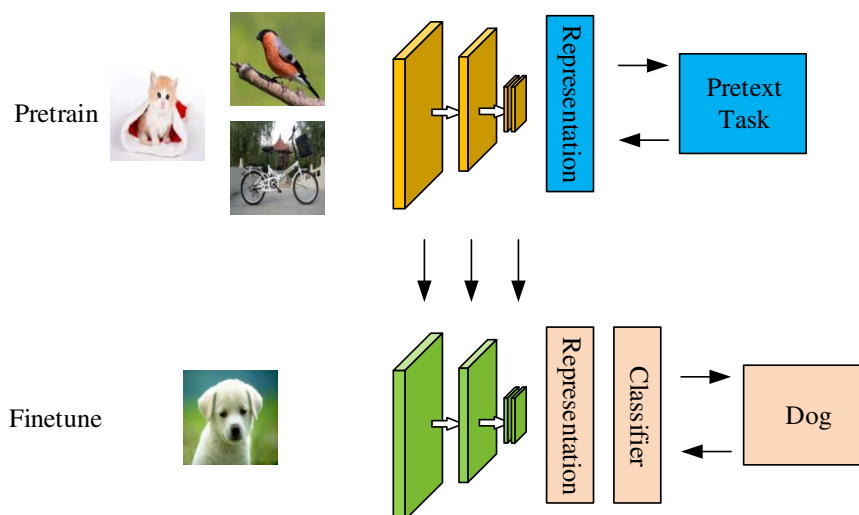 Pretrain
Representation
Pretext
Task
Finetune
Representation
Classifier
Dog